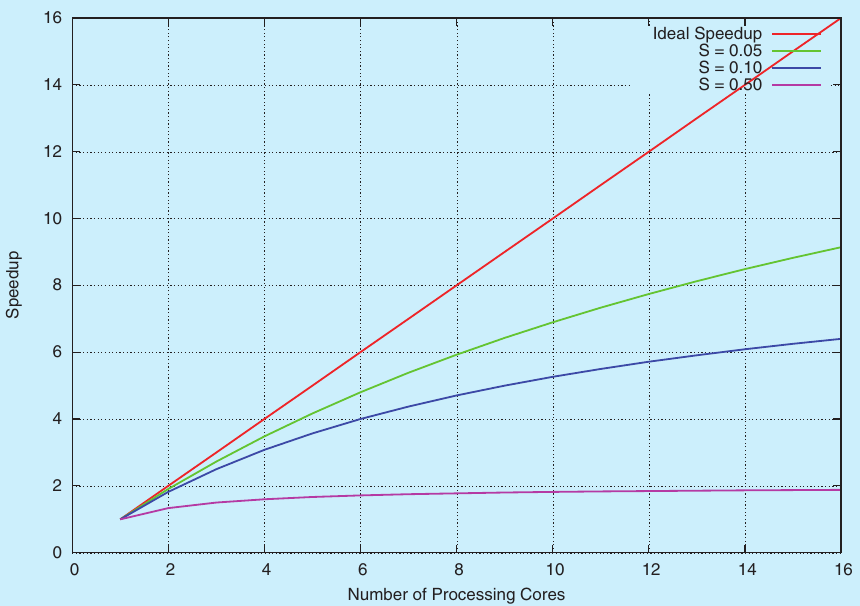 16
14
12
10
8
6
4
2
0
Speedup
Ideal Speedup
S = 0.05
S = 0.10
S = 0.50
0 2 4 6 8 10 12 14 16
Number of Processing Cores